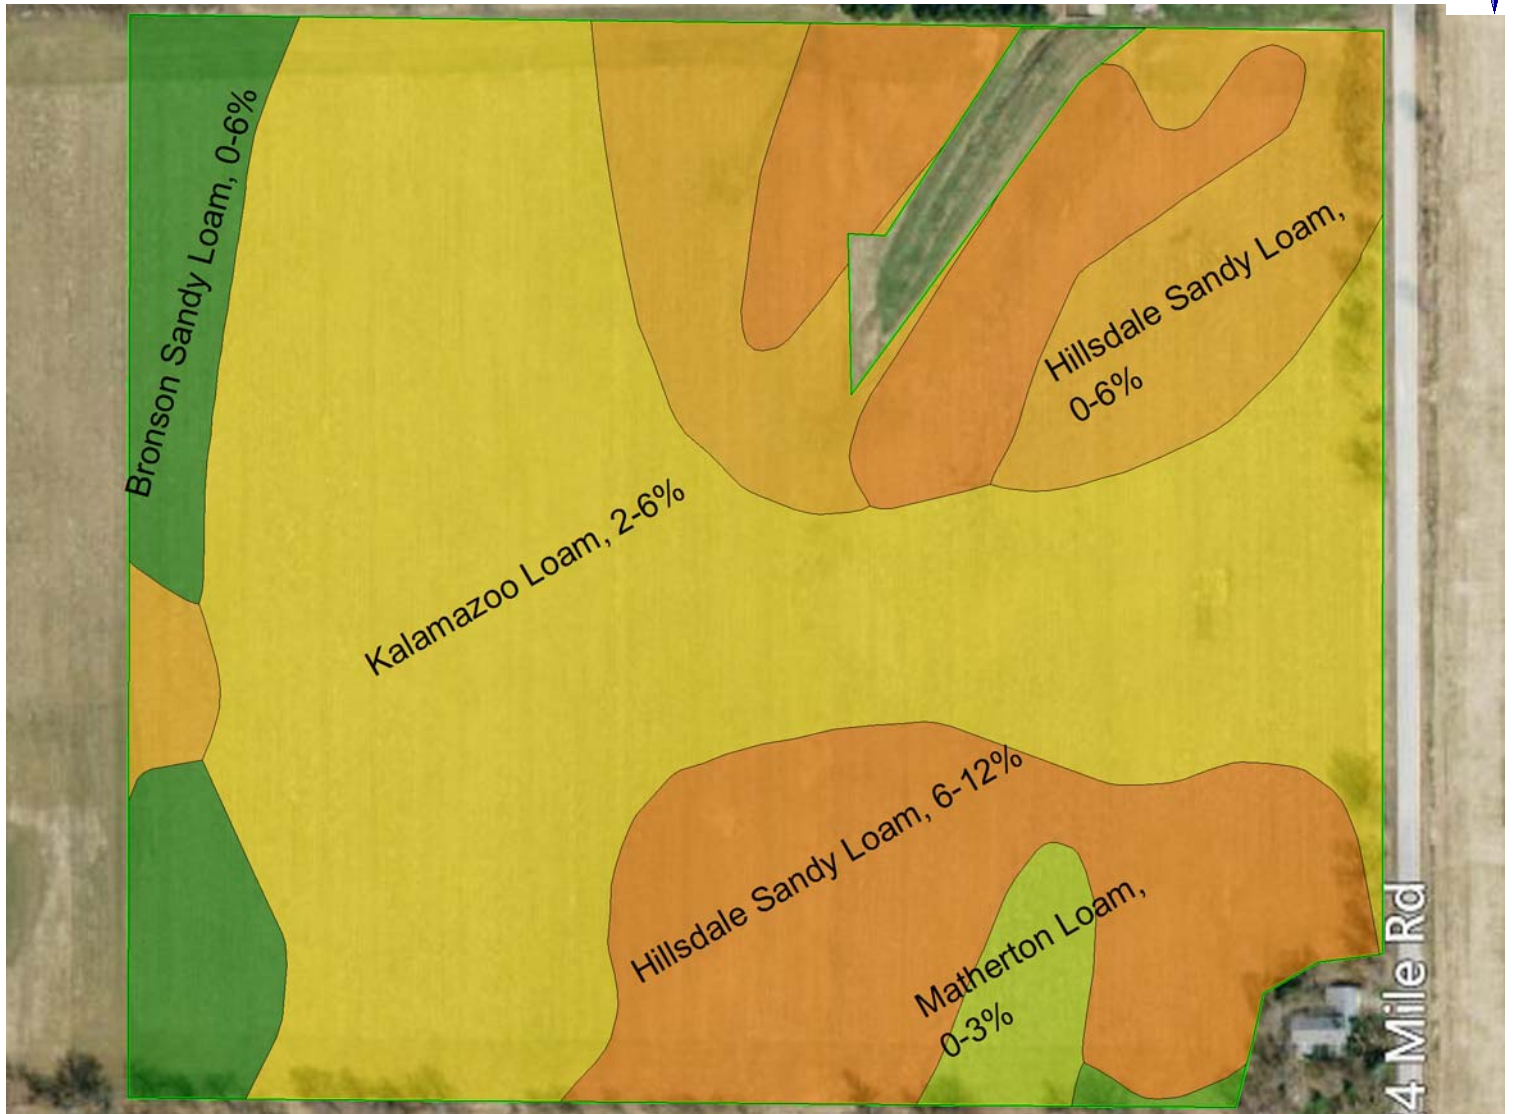 Bronson Sandy Loam, 0-6%
Hillsdale Sandy Loam,
0-6%
Kalamazoo Loam, 2-6%
Hillsdale Sandy Loam, 6-12%
Matherton Loam,
0-3%
4 Mile Rd